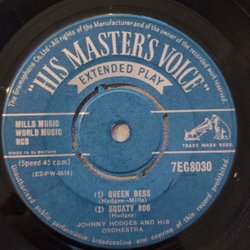 The Gramophone Co. Ltd. All rights of the Manufacturer and of the Owner of the recorded work reserved
"HIS MASTER'S VOICE"
EXTENDED PLAY
MILLS MUSIC
WORLD MUSIC
NCB
MADE IN GT. BRITAIN
TRADE MARK REGD.
(Speed 45 r.p.m.)
7EG8030
(1) QUEEN BESS
(Hodges—Mills)
(2) SQUATY ROO
(Hodges)
JOHNNY HODGES AND HIS
ORCHESTRA
Unauthorised public performance, broadcasting and copying of this record prohibited